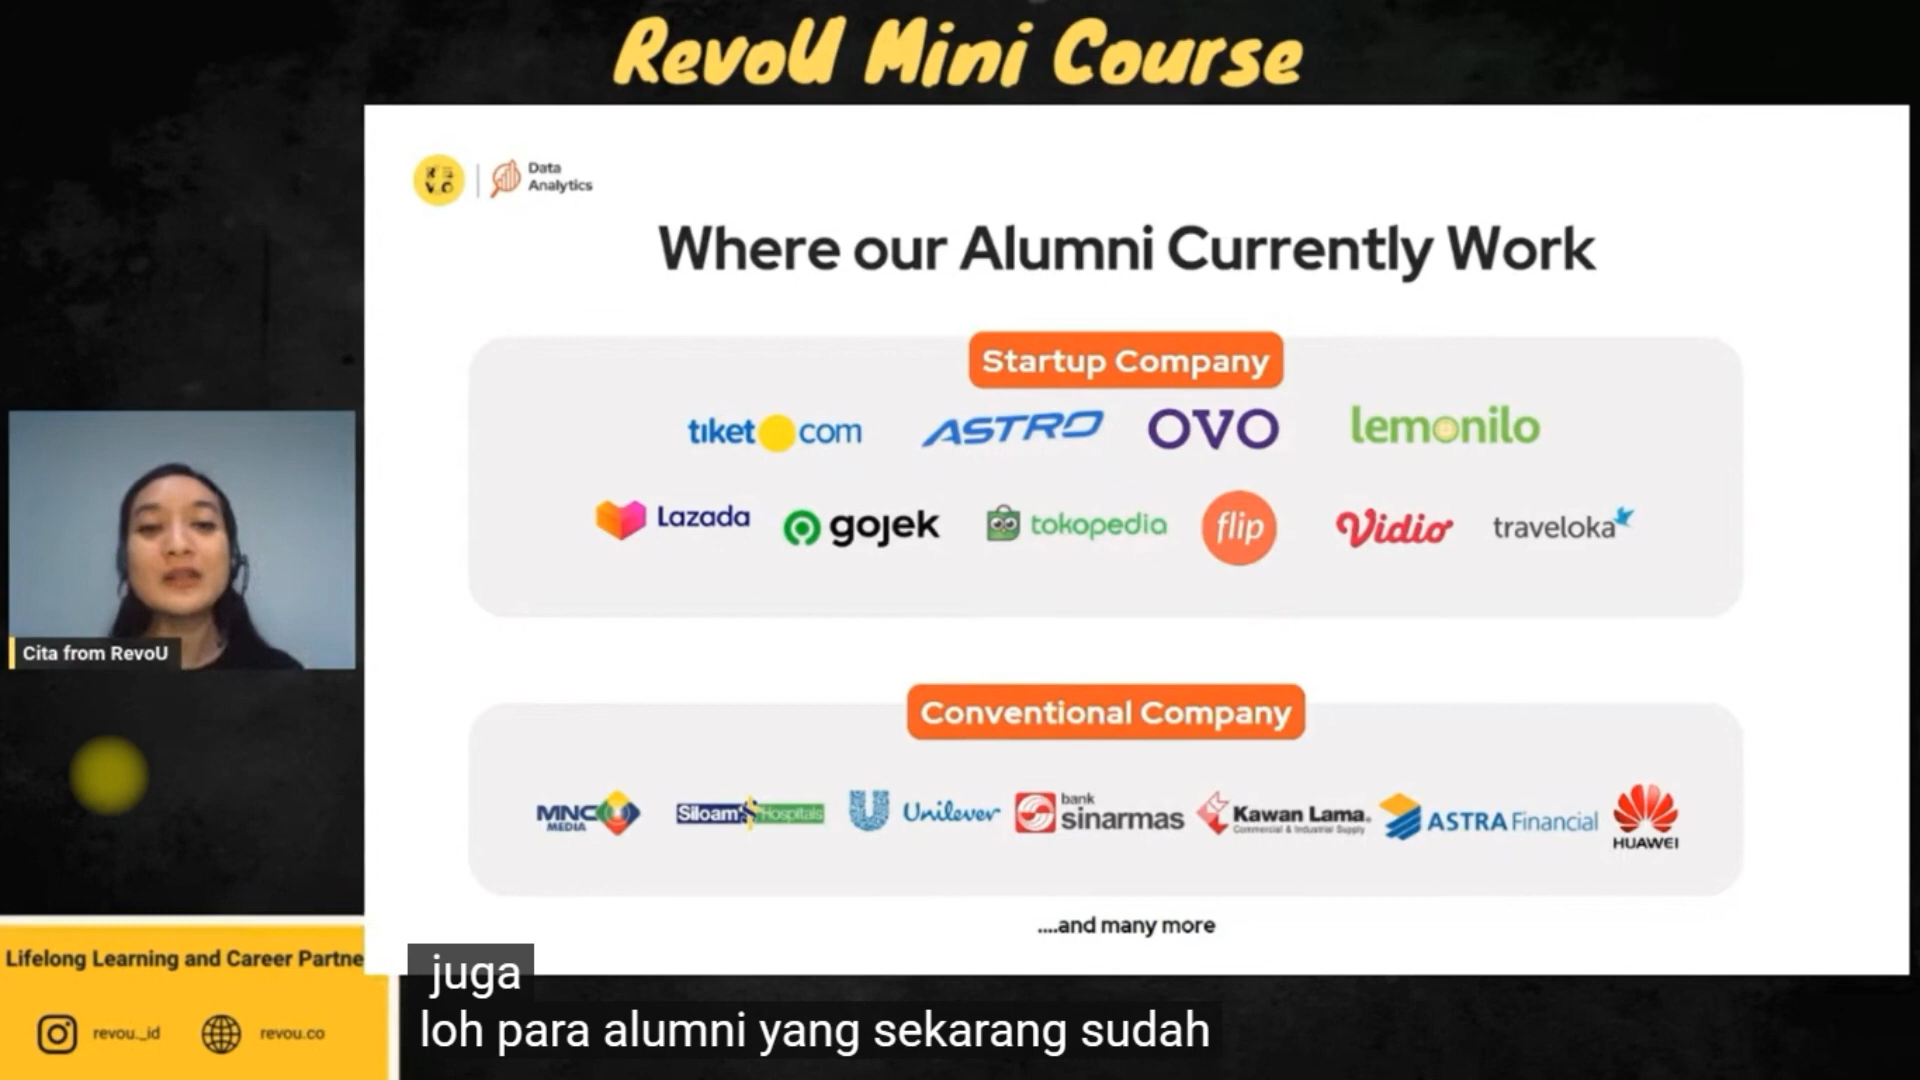 RevoU Mini Course
Data
Analytics
Where our Alumni Currently Work
Startup Company
tiket.com ASTRO OVO lemonilo
Lazada gojek tokopedia flip Vidio traveloka
Conventional Company
MNC
MEDIA
Siloam Hospitals
Unilever
bank
sinarmas
Kawan Lama
Commercial & Industrial Supply
ASTRA Financial
HUAWEI
....and many more
Cita from RevoU
Lifelong Learning and Career Partne
revou_id revou.co
juga
loh para alumni yang sekarang sudah